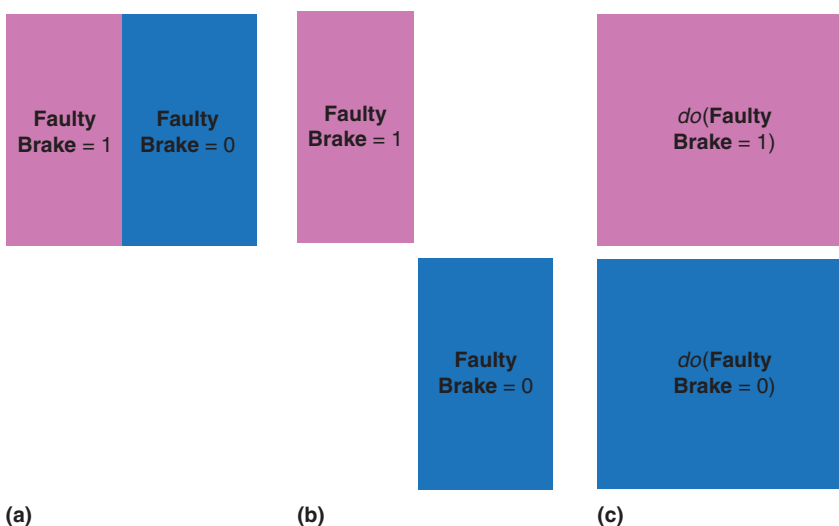 Faulty
Brake = 1
Faulty
Brake = 0
(a)
Faulty
Brake = 1
Faulty
Brake = 0
(b)
do(Faulty
Brake = 1)
do(Faulty
Brake = 0)
(c)